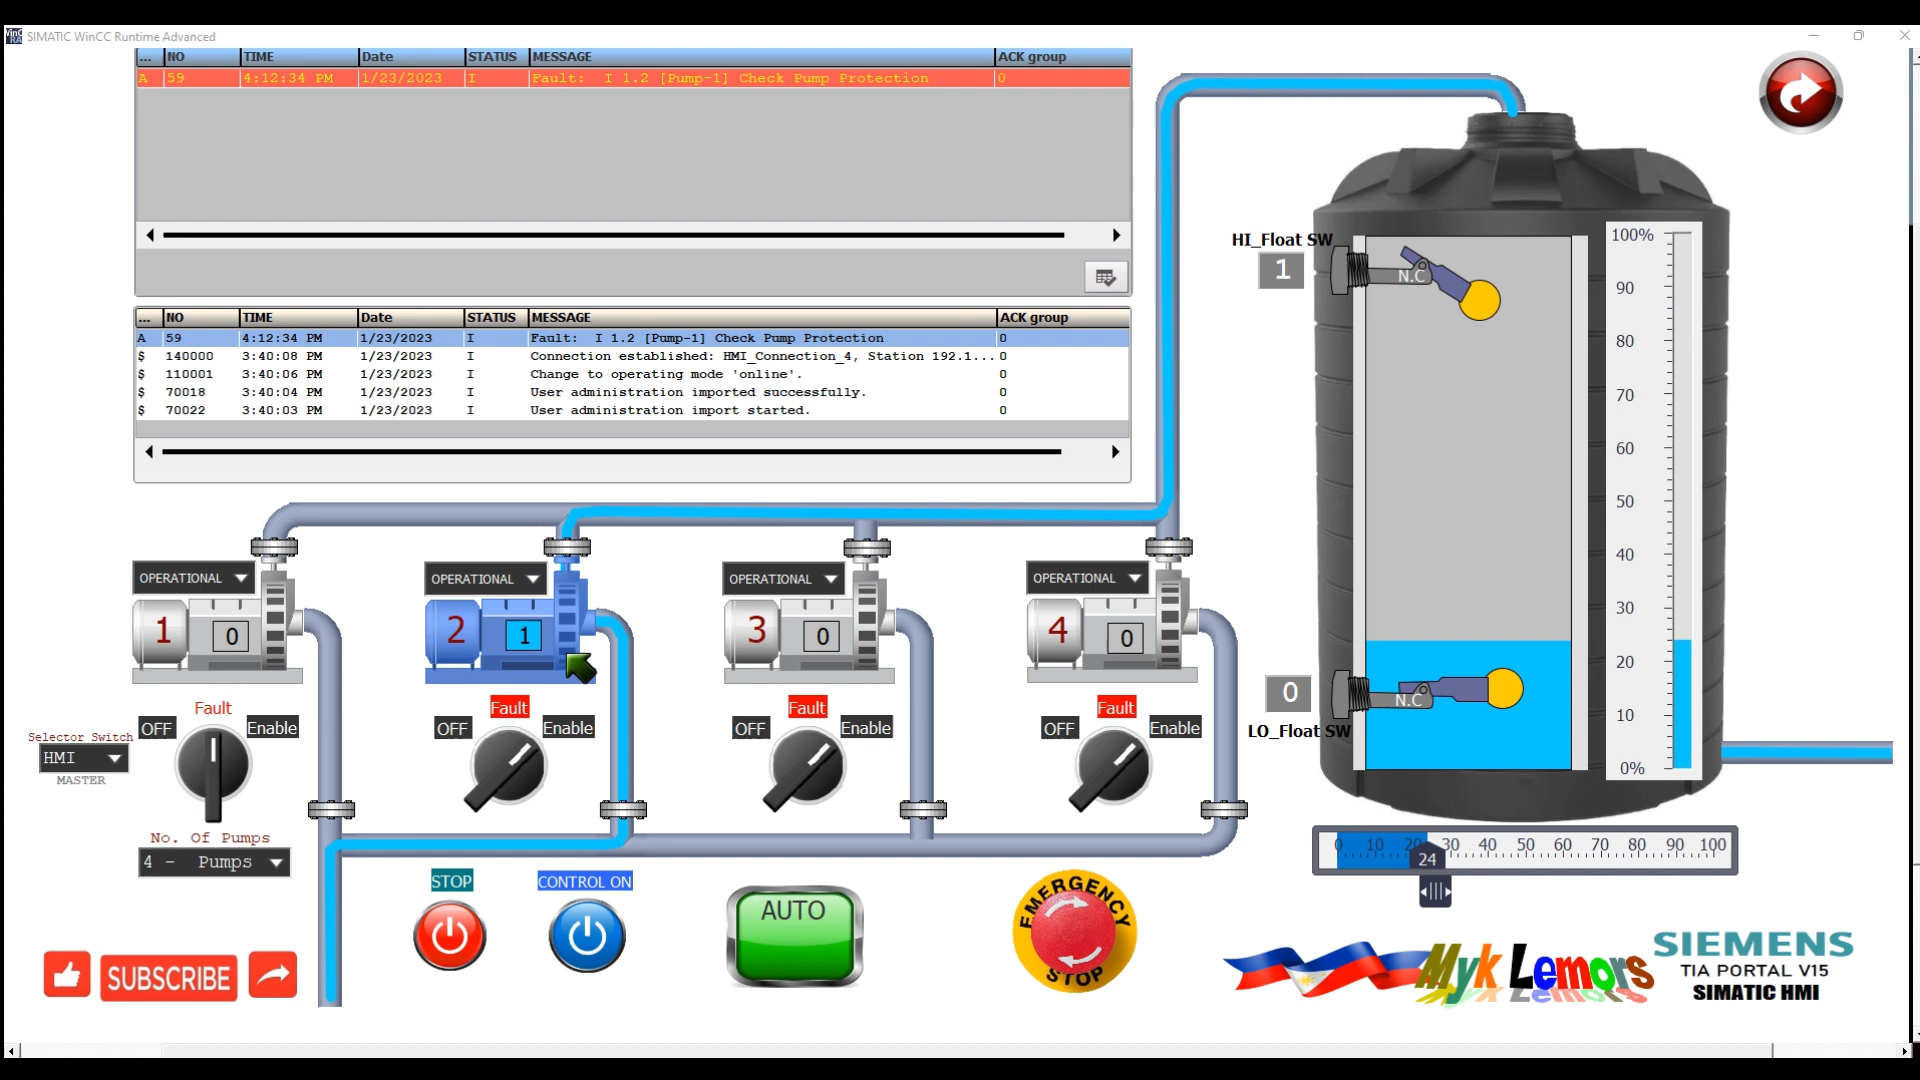 SIMATIC WinCC Runtime Advanced
... NO TIME Date STATUS MESSAGE ACK group
A 59 4:12:34 PM 1/23/2023 I Fault: I 1.2 [Pump-1] Check Pump Protection 0
... NO TIME Date STATUS MESSAGE ACK group
A 59 4:12:34 PM 1/23/2023 I Fault: I 1.2 [Pump-1] Check Pump Protection 0
$ 140000 3:40:08 PM 1/23/2023 I Connection established: HMI_Connection_4, Station 192.1... 0
$ 110001 3:40:06 PM 1/23/2023 I Change to operating mode 'online'. 0
$ 70018 3:40:04 PM 1/23/2023 I User administration imported successfully. 0
$ 70022 3:40:03 PM 1/23/2023 I User administration import started. 0
HI_Float SW
1
N.C
100%
90
80
70
60
50
40
30
20
10
0%
0
N.C
LO_Float SW
OPERATIONAL
1 0
OPERATIONAL
2 1
OPERATIONAL
3 0
OPERATIONAL
4 0
Fault
OFF Enable
Fault
OFF Enable
Fault
OFF Enable
Fault
OFF Enable
Selector Switch
HMI
MASTER
No. Of Pumps
4 - Pumps
STOP
CONTROL ON
AUTO
EMERGENCY
STOP
0 10 20 30 40 50 60 70 80 90 100
24
SUBSCRIBE
Myk Lemors
SIEMENS
TIA PORTAL V15
SIMATIC HMI